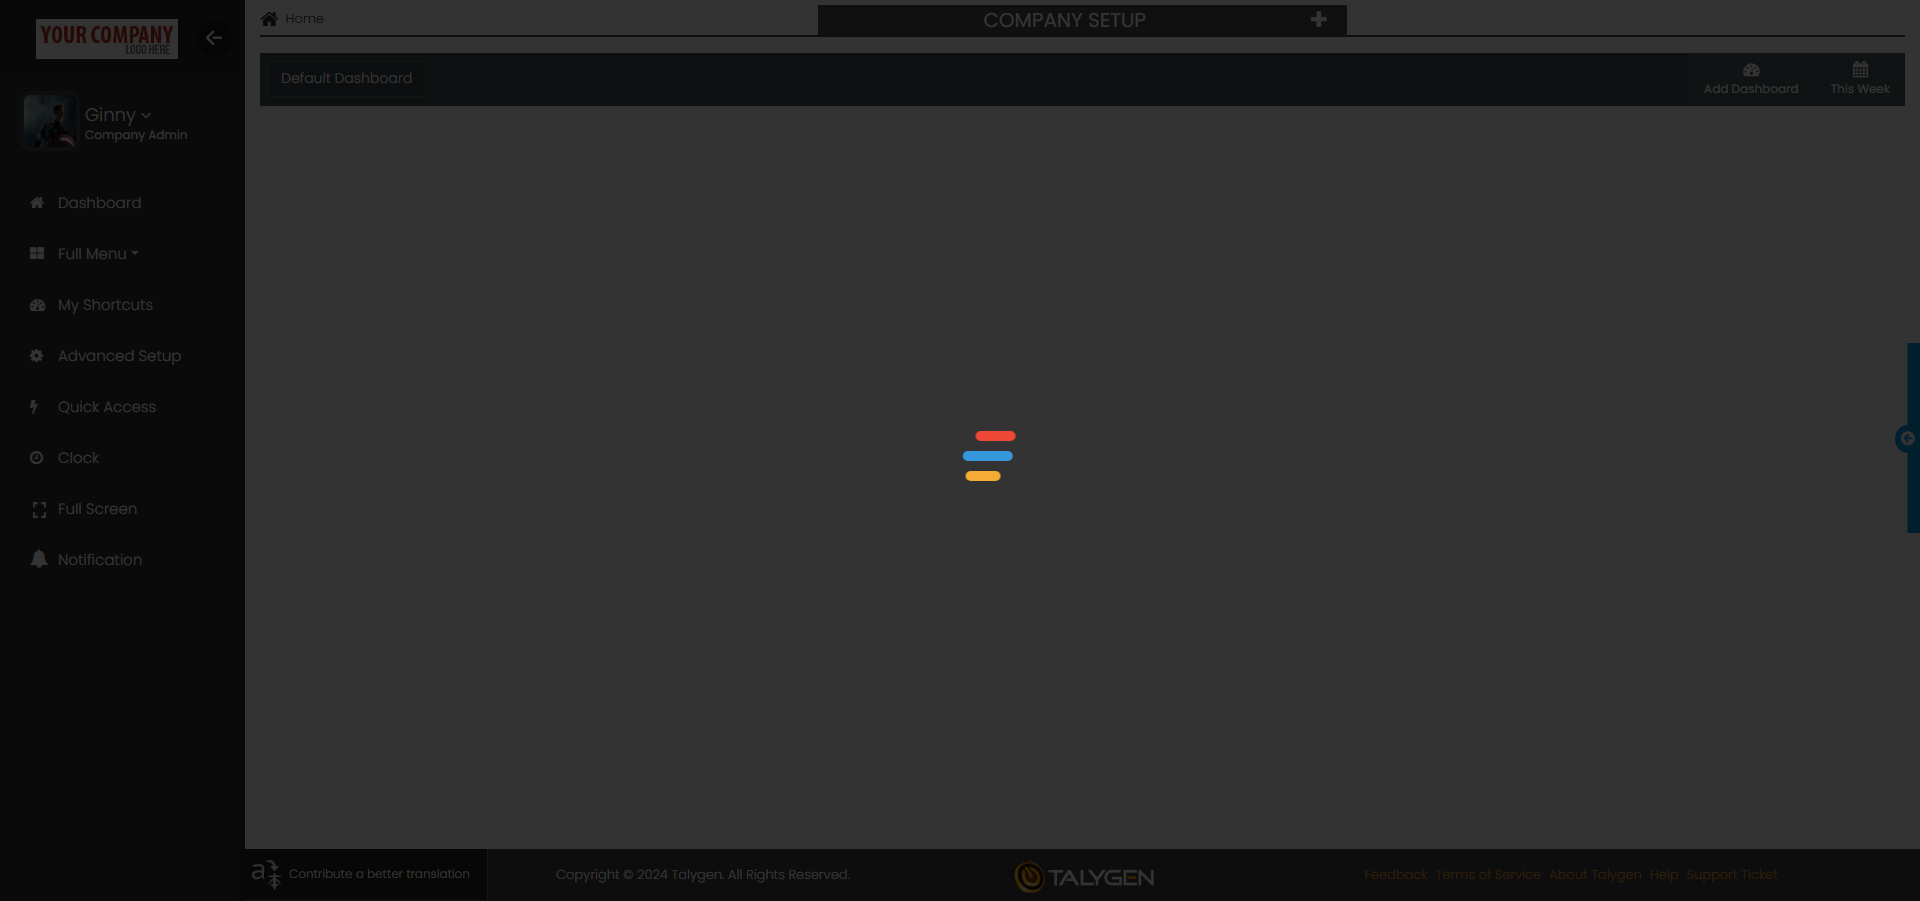 YOUR COMPANY
LOGO HERE
Home
COMPANY SETUP
Default Dashboard
Add Dashboard
This Week
Ginny
Company Admin
Dashboard
Full Menu
My Shortcuts
Advanced Setup
Quick Access
Clock
Full Screen
Notification
a
Contribute a better translation
Copyright © 2024 Talygen. All Rights Reserved.
TALYGEN
Feedback Terms of Service About Talygen Help Support Ticket